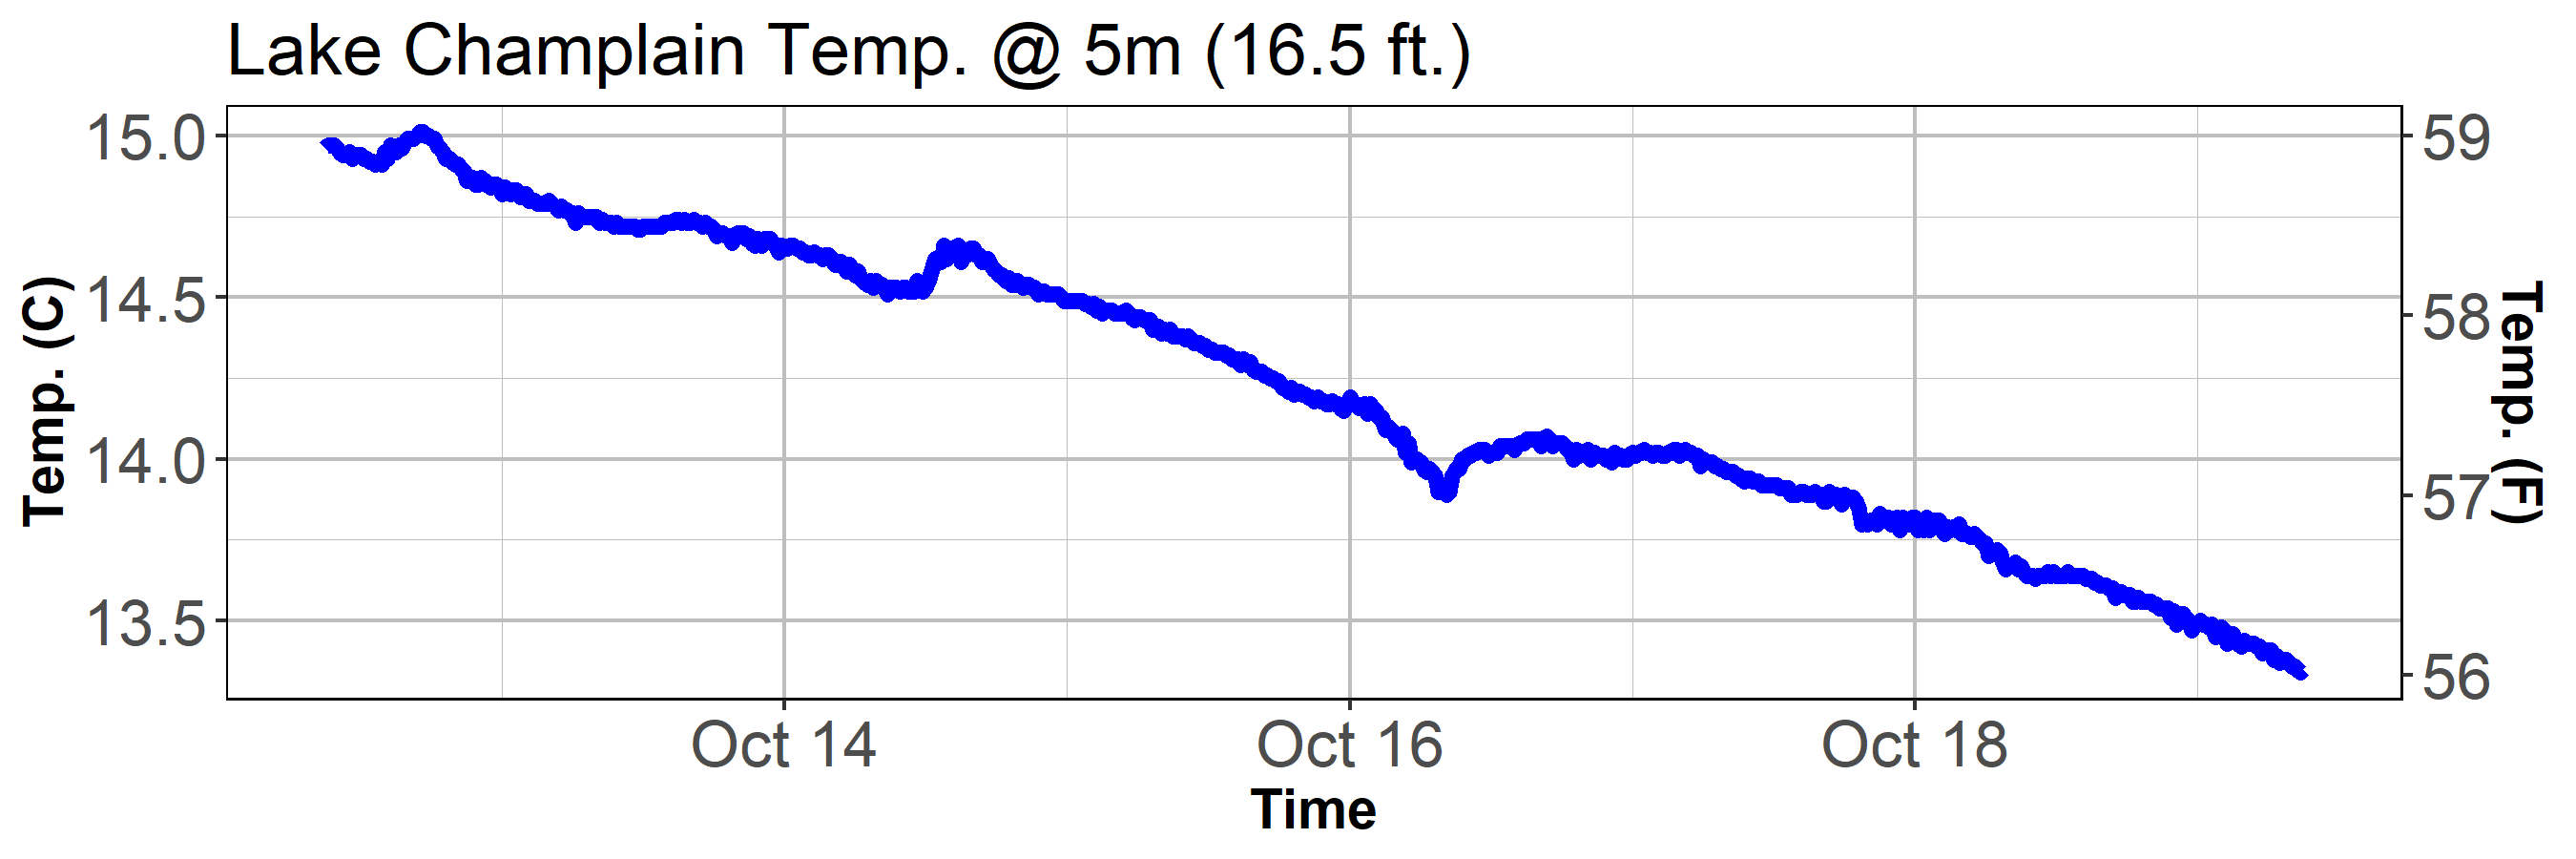 Lake Champlain Temp. @ 5m (16.5 ft.)
15.0
14.5
14.0
13.5
Temp. (C)
59
58
57
56
Temp. (F)
Oct 14
Oct 16
Oct 18
Time